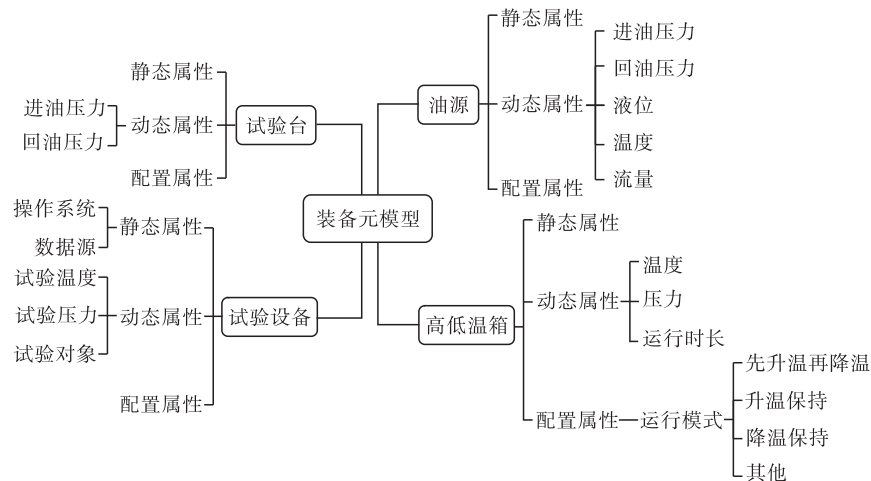 装备元模型
试验台
静态属性
动态属性
进油压力
回油压力
配置属性
试验设备
静态属性
操作系统
数据源
动态属性
试验温度
试验压力
试验对象
配置属性
油源
静态属性
动态属性
进油压力
回油压力
液位
温度
流量
配置属性
高低温箱
静态属性
动态属性
温度
压力
运行时长
配置属性
运行模式
先升温再降温
升温保持
降温保持
其他